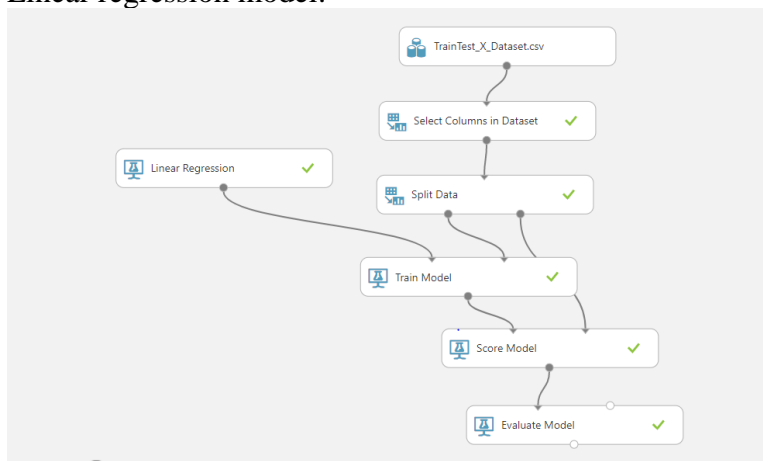 Linear regression model.
TrainTest_X_Dataset.csv
Select Columns in Dataset
Linear Regression
Split Data
Train Model
Score Model
Evaluate Model